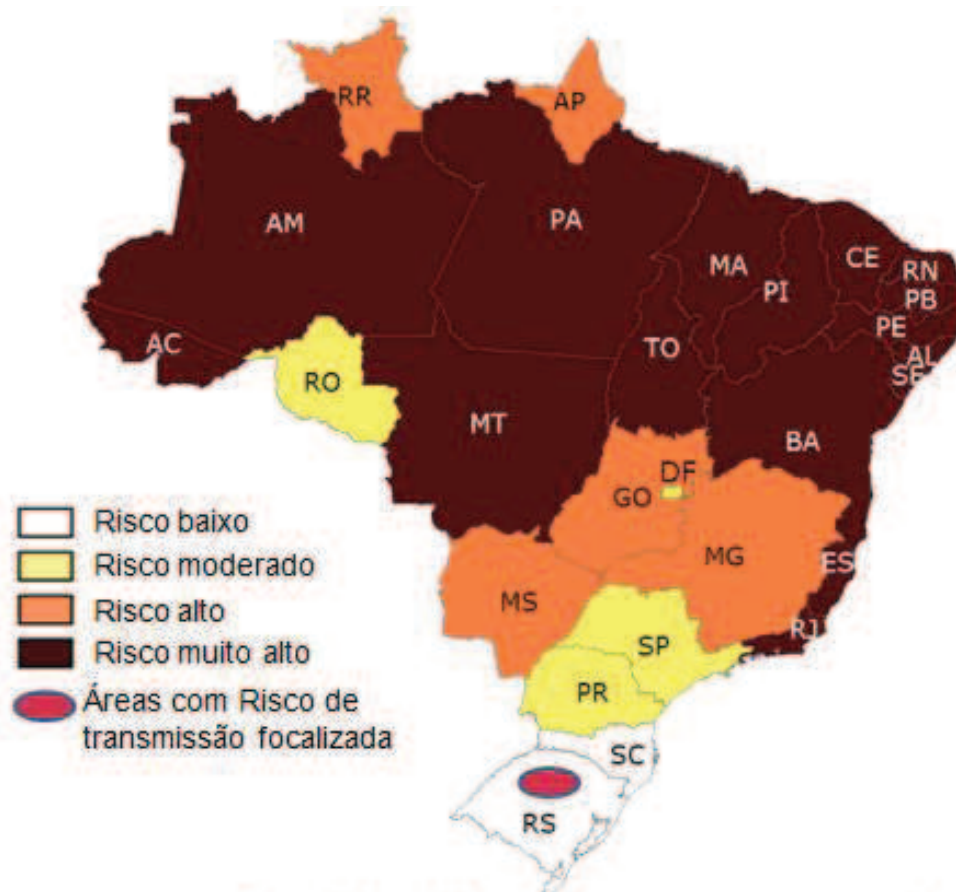 RR
AP
AM
PA
MA
CE
RN
PI
PB
PE
AC
TO
AL
SE
RO
MT
BA
DF
GO
MG
ES
MS
RJ
SP
PR
SC
RS
Risco baixo
Risco moderado
Risco alto
Risco muito alto
Áreas com Risco de
transmissão focalizada